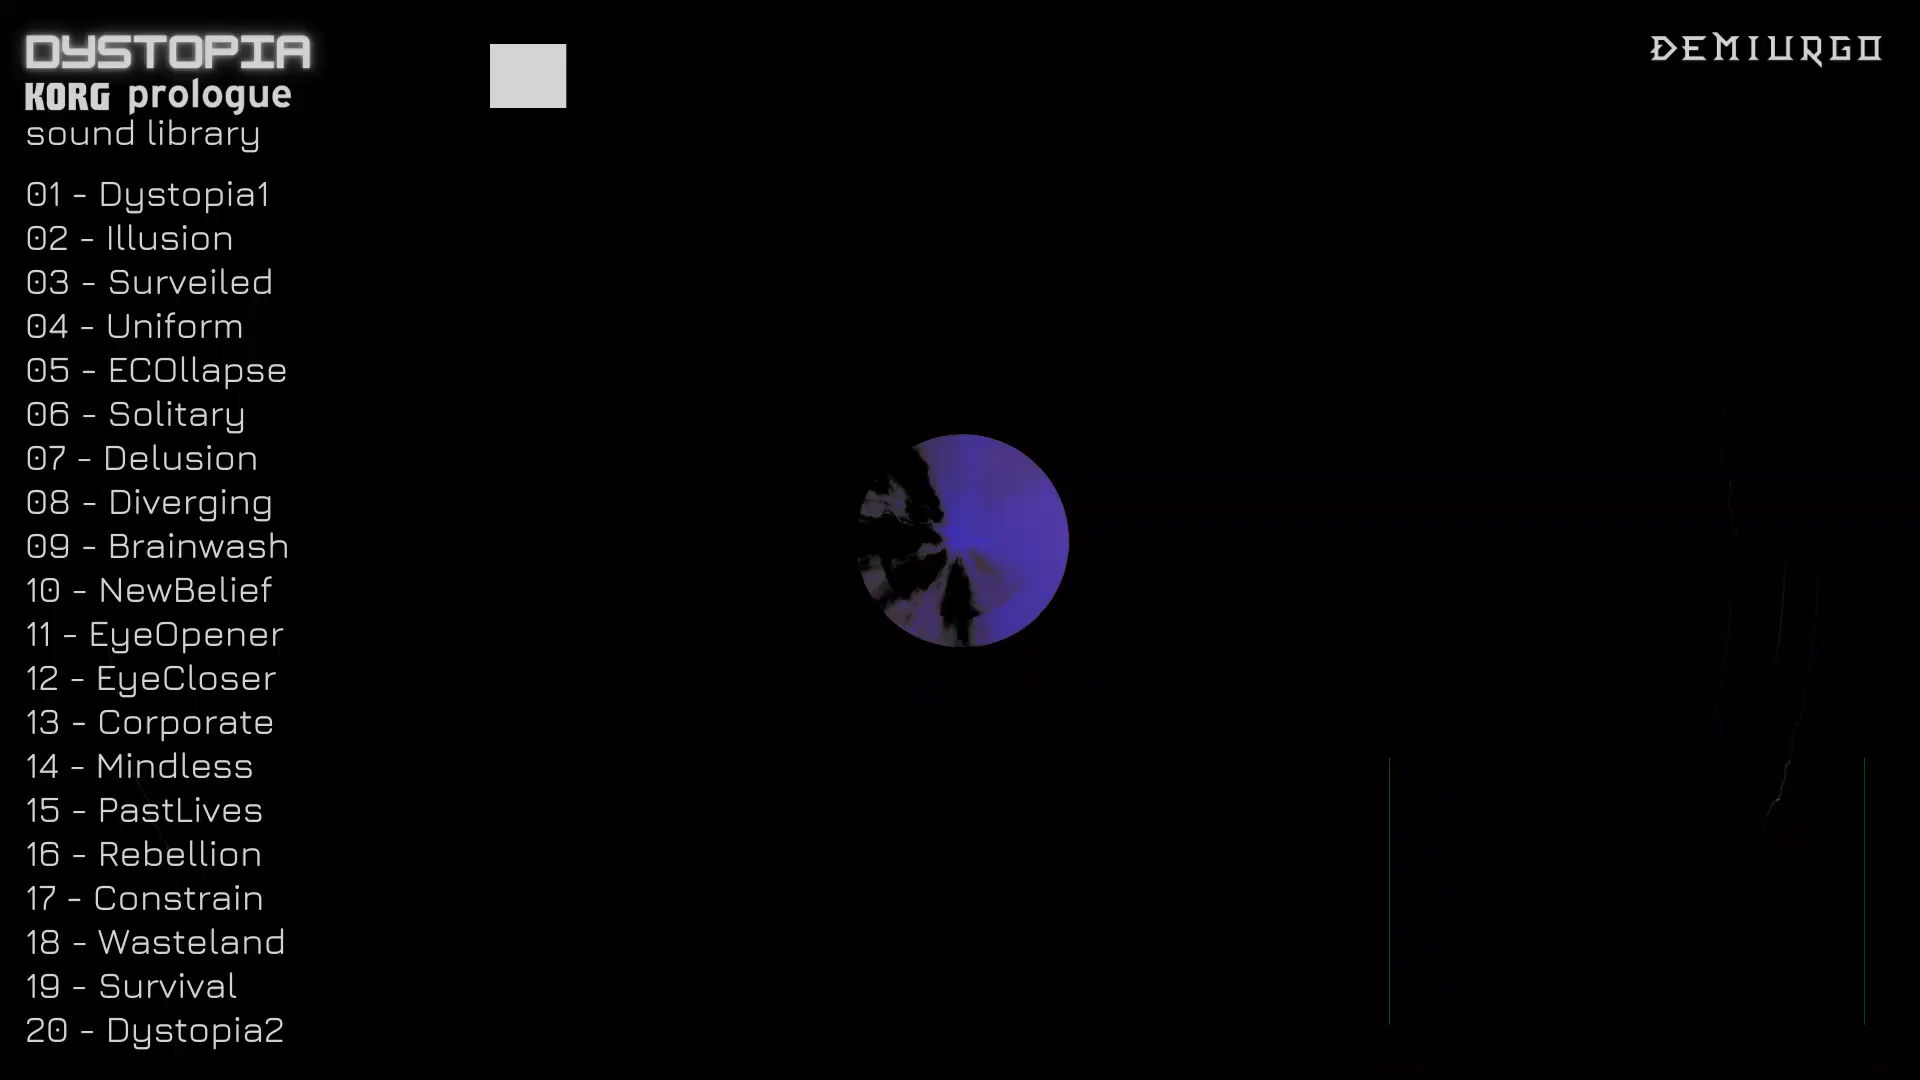 DYSTOPIA
KORG prologue
sound library
01 - Dystopia1
02 - Illusion
03 - Surveiled
04 - Uniform
05 - ECOllapse
06 - Solitary
07 - Delusion
08 - Diverging
09 - Brainwash
10 - NewBelief
11 - EyeOpener
12 - EyeCloser
13 - Corporate
14 - Mindless
15 - PastLives
16 - Rebellion
17 - Constrain
18 - Wasteland
19 - Survival
20 - Dystopia2
DEMIURGO